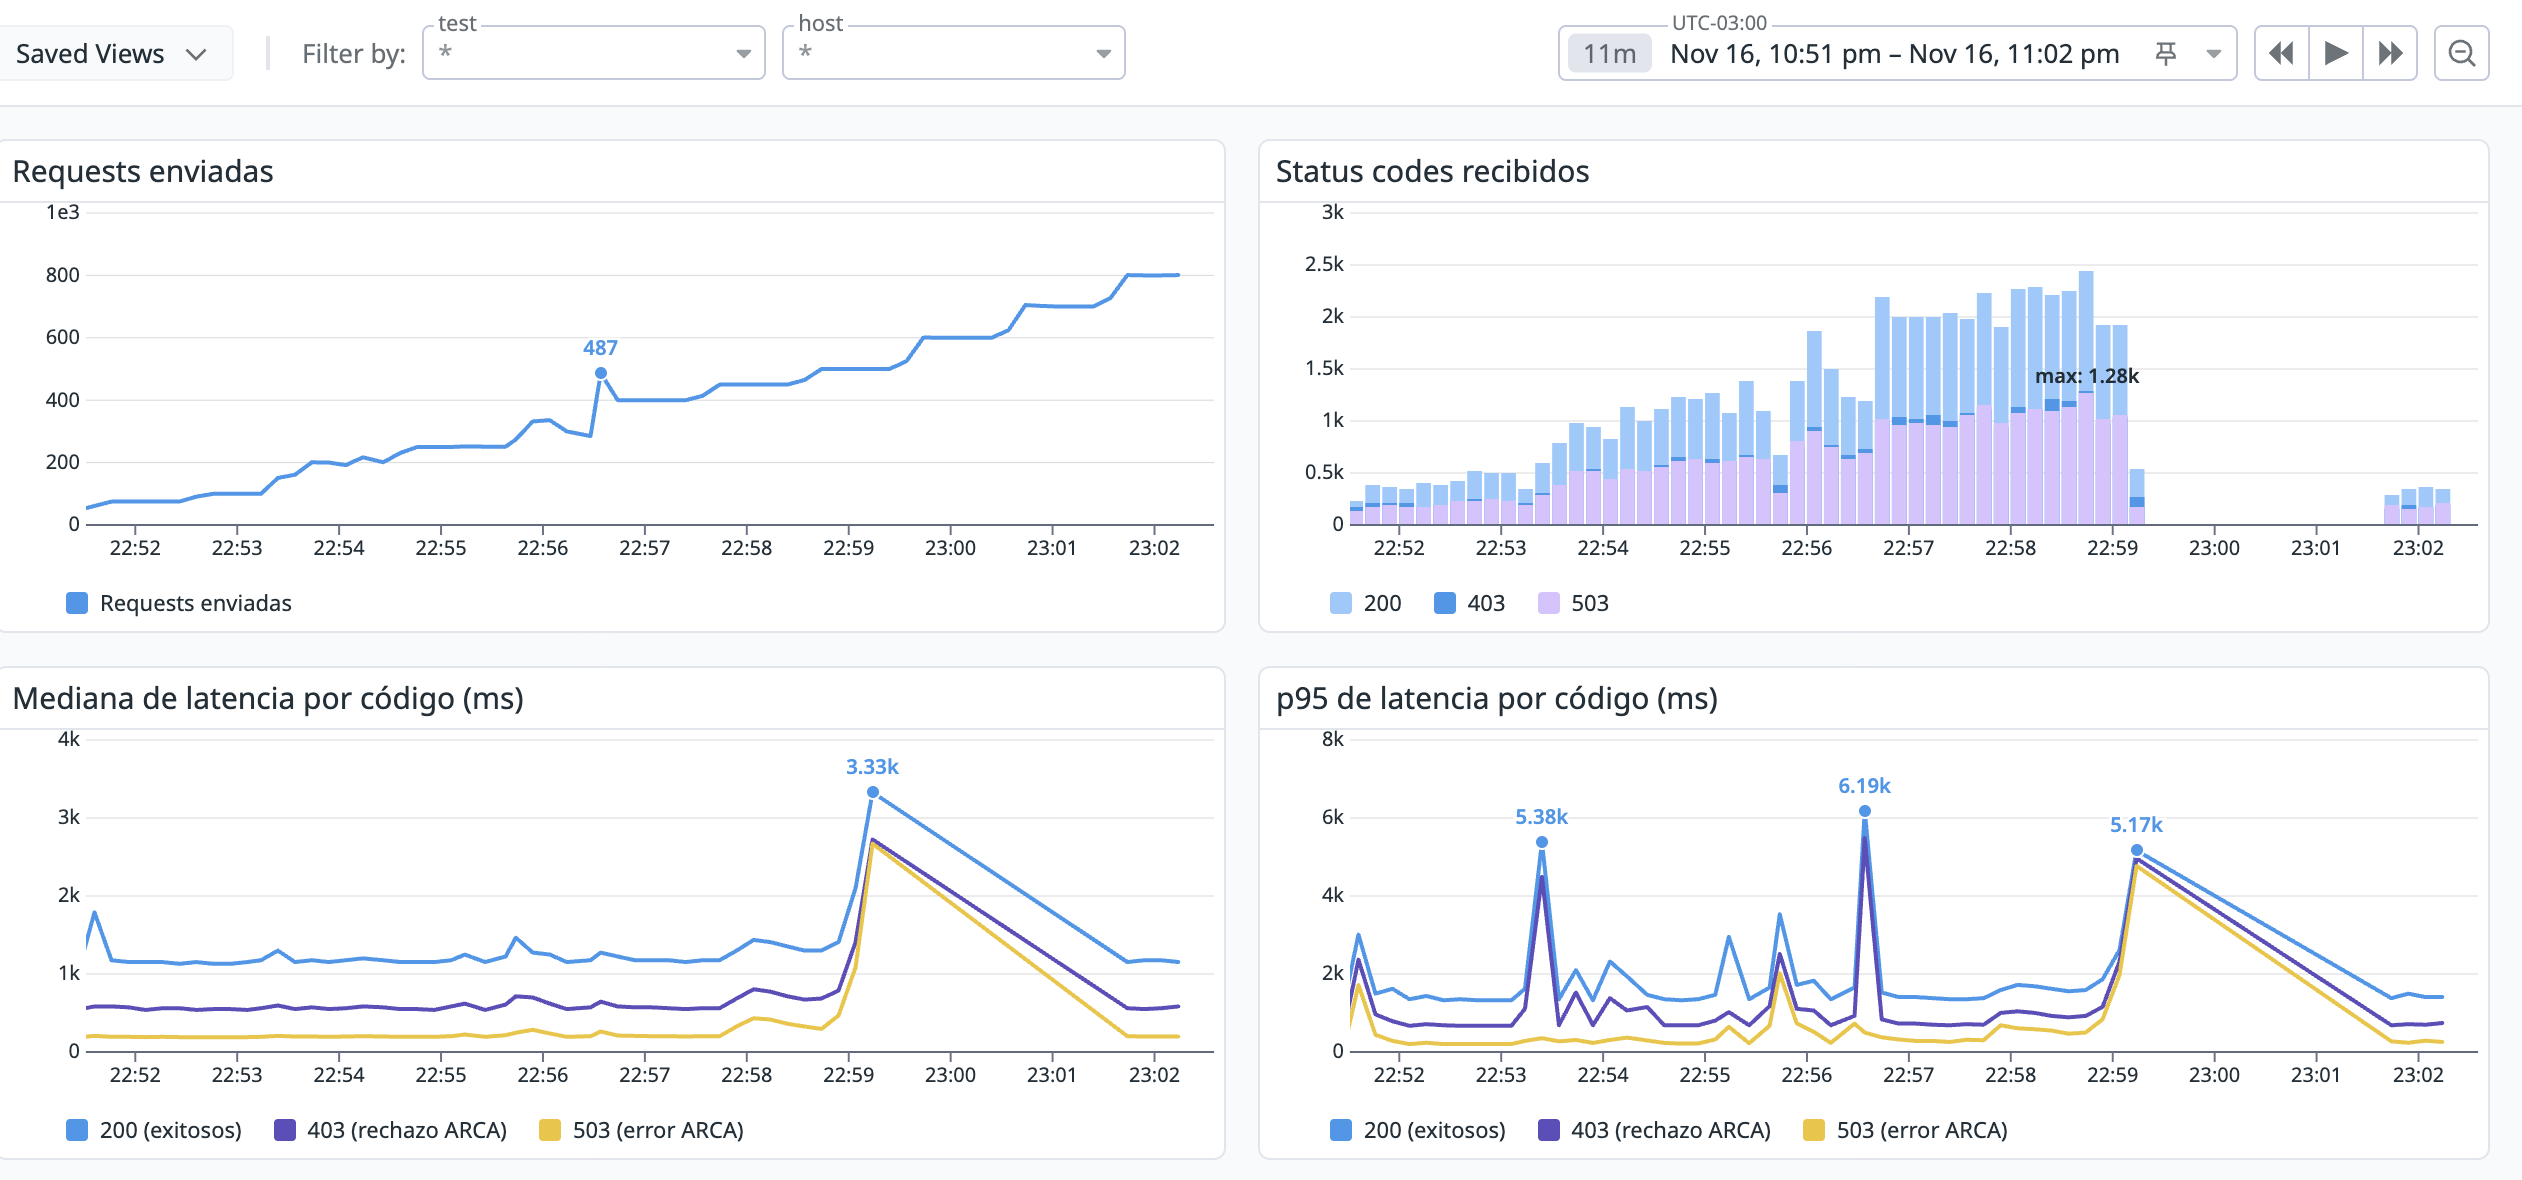 Saved Views
Filter by:
test
*
host
*
UTC-03:00
11m Nov 16, 10:51 pm – Nov 16, 11:02 pm
Requests enviadas
1e3
800
600
400
200
0
487
22:52 22:53 22:54 22:55 22:56 22:57 22:58 22:59 23:00 23:01 23:02
Requests enviadas
Status codes recibidos
3k
2.5k
2k
1.5k
1k
0.5k
0
max: 1.28k
22:52 22:53 22:54 22:55 22:56 22:57 22:58 22:59 23:00 23:01 23:02
200 403 503
Mediana de latencia por código (ms)
4k
3k
2k
1k
0
3.33k
22:52 22:53 22:54 22:55 22:56 22:57 22:58 22:59 23:00 23:01 23:02
200 (exitosos) 403 (rechazo ARCA) 503 (error ARCA)
p95 de latencia por código (ms)
8k
6k
4k
2k
0
5.38k
6.19k
5.17k
22:52 22:53 22:54 22:55 22:56 22:57 22:58 22:59 23:00 23:01 23:02
200 (exitosos) 403 (rechazo ARCA) 503 (error ARCA)